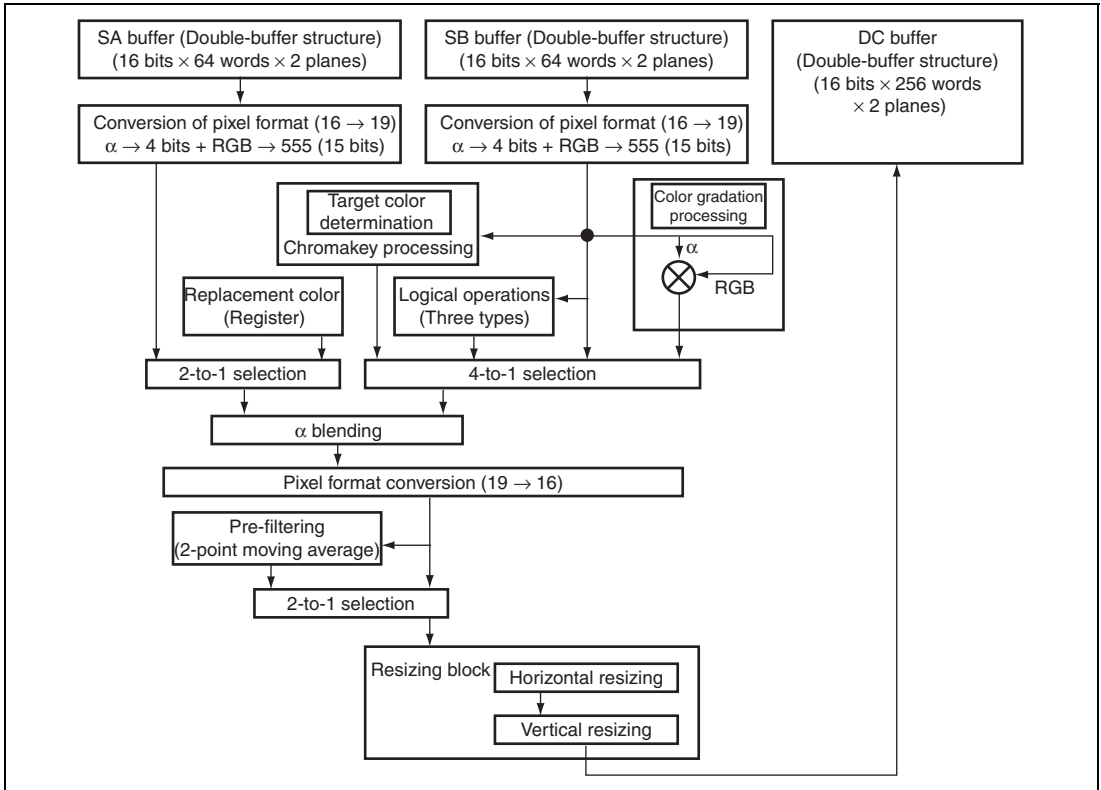 SA buffer (Double-buffer structure)
(16 bits × 64 words × 2 planes)
SB buffer (Double-buffer structure)
(16 bits × 64 words × 2 planes)
DC buffer
(Double-buffer structure)
(16 bits × 256 words
× 2 planes)
Conversion of pixel format (16 → 19)
α → 4 bits + RGB → 555 (15 bits)
Conversion of pixel format (16 → 19)
α → 4 bits + RGB → 555 (15 bits)
Target color
determination
Chromakey processing
Color gradation
processing
α
RGB
Replacement color
(Register)
Logical operations
(Three types)
2-to-1 selection
4-to-1 selection
α blending
Pixel format conversion (19 → 16)
Pre-filtering
(2-point moving average)
2-to-1 selection
Resizing block
Horizontal resizing
Vertical resizing